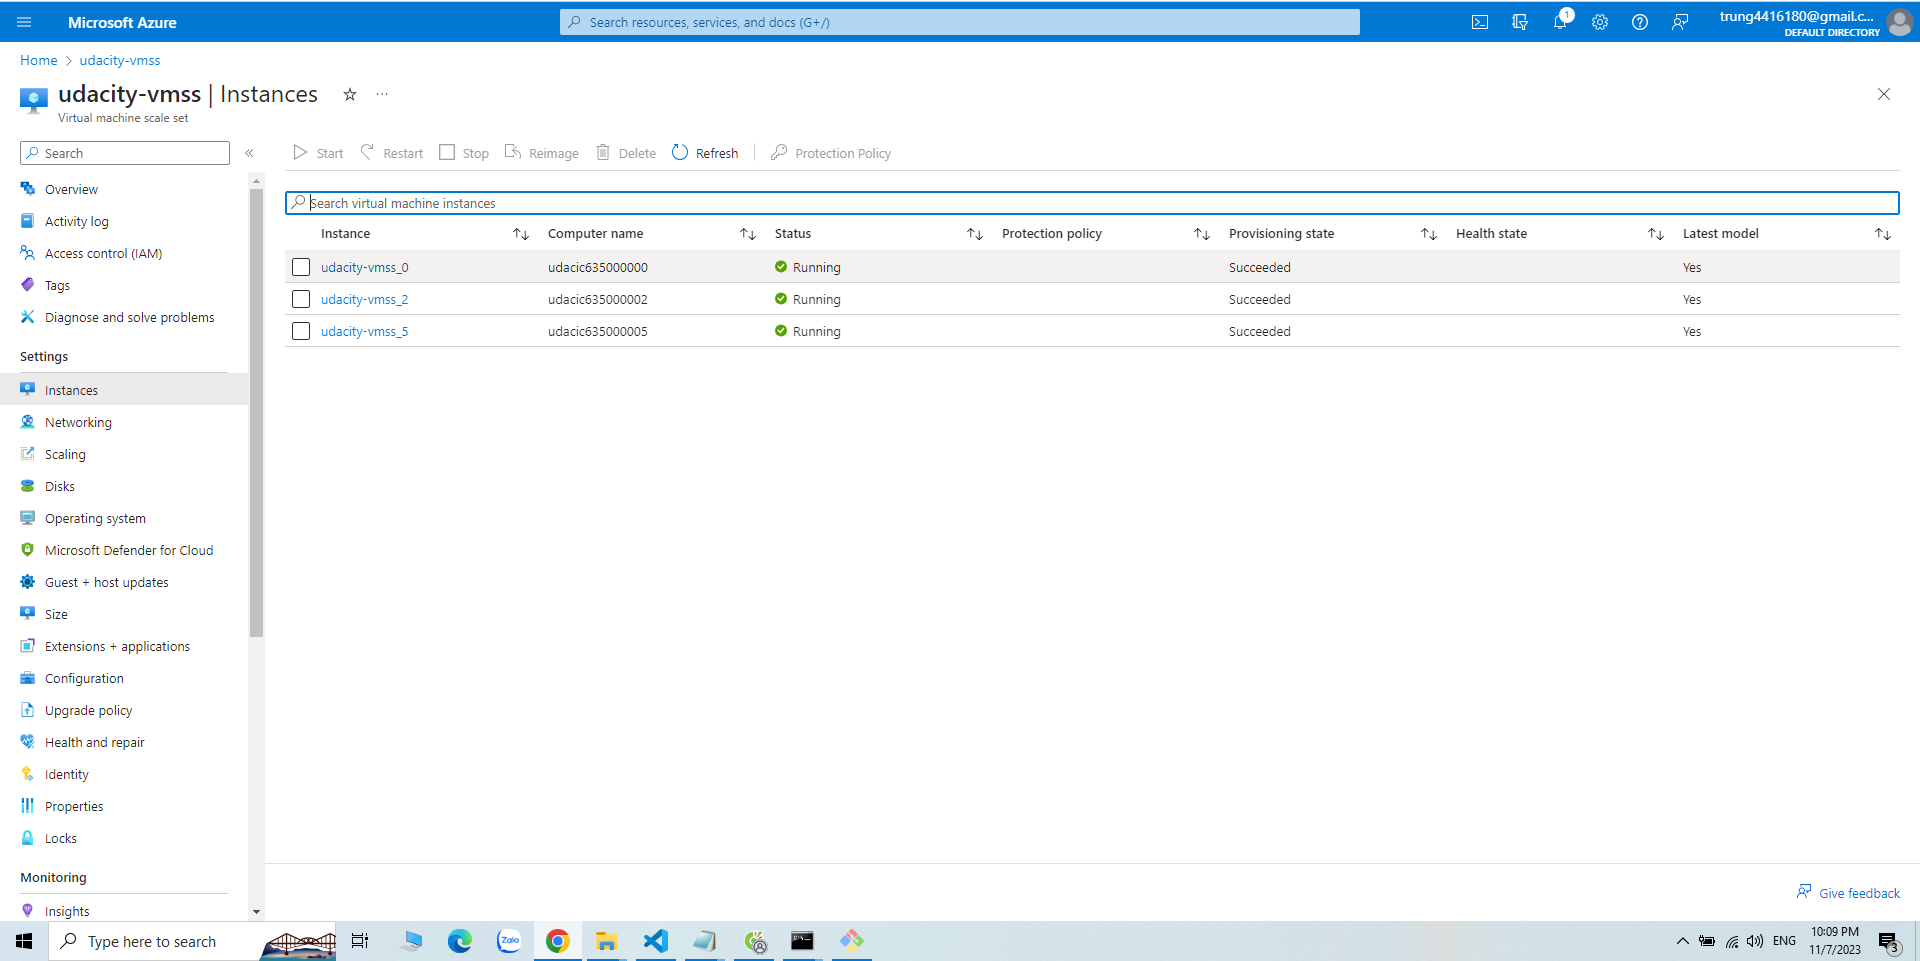 Microsoft Azure
Search resources, services, and docs (G+/)
1
trung4416180@gmail.c...
DEFAULT DIRECTORY
Home > udacity-vmss
udacity-vmss | Instances
Virtual machine scale set
Search
Start Restart Stop Reimage Delete Refresh Protection Policy
Search virtual machine instances
Instance Computer name Status Protection policy Provisioning state Health state Latest model
udacity-vmss_0 udacic635000000 Running Succeeded Yes
udacity-vmss_2 udacic635000002 Running Succeeded Yes
udacity-vmss_5 udacic635000005 Running Succeeded Yes
Overview
Activity log
Access control (IAM)
Tags
Diagnose and solve problems
Settings
Instances
Networking
Scaling
Disks
Operating system
Microsoft Defender for Cloud
Guest + host updates
Size
Extensions + applications
Configuration
Upgrade policy
Health and repair
Identity
Properties
Locks
Monitoring
Insights
Give feedback
Type here to search
Zalo
ENG
10:09 PM
11/7/2023
3